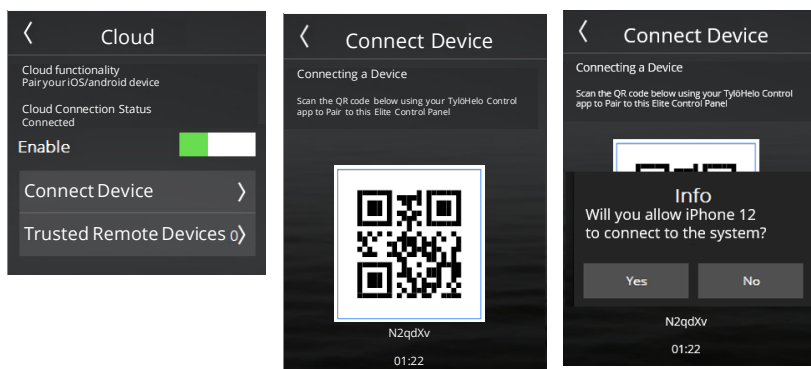 Cloud
Cloud functionality
Pair your iOS/android device
Cloud Connection Status
Connected
Enable
Connect Device
Trusted Remote Devices 0
Connect Device
Connecting a Device
Scan the QR code below using your TylöHelo Control
app to Pair to this Elite Control Panel
N2qdXv
01:22
Connect Device
Connecting a Device
Scan the QR code below using your TylöHelo Control
app to Pair to this Elite Control Panel
Info
Will you allow iPhone 12
to connect to the system?
Yes No
N2qdXv
01:22